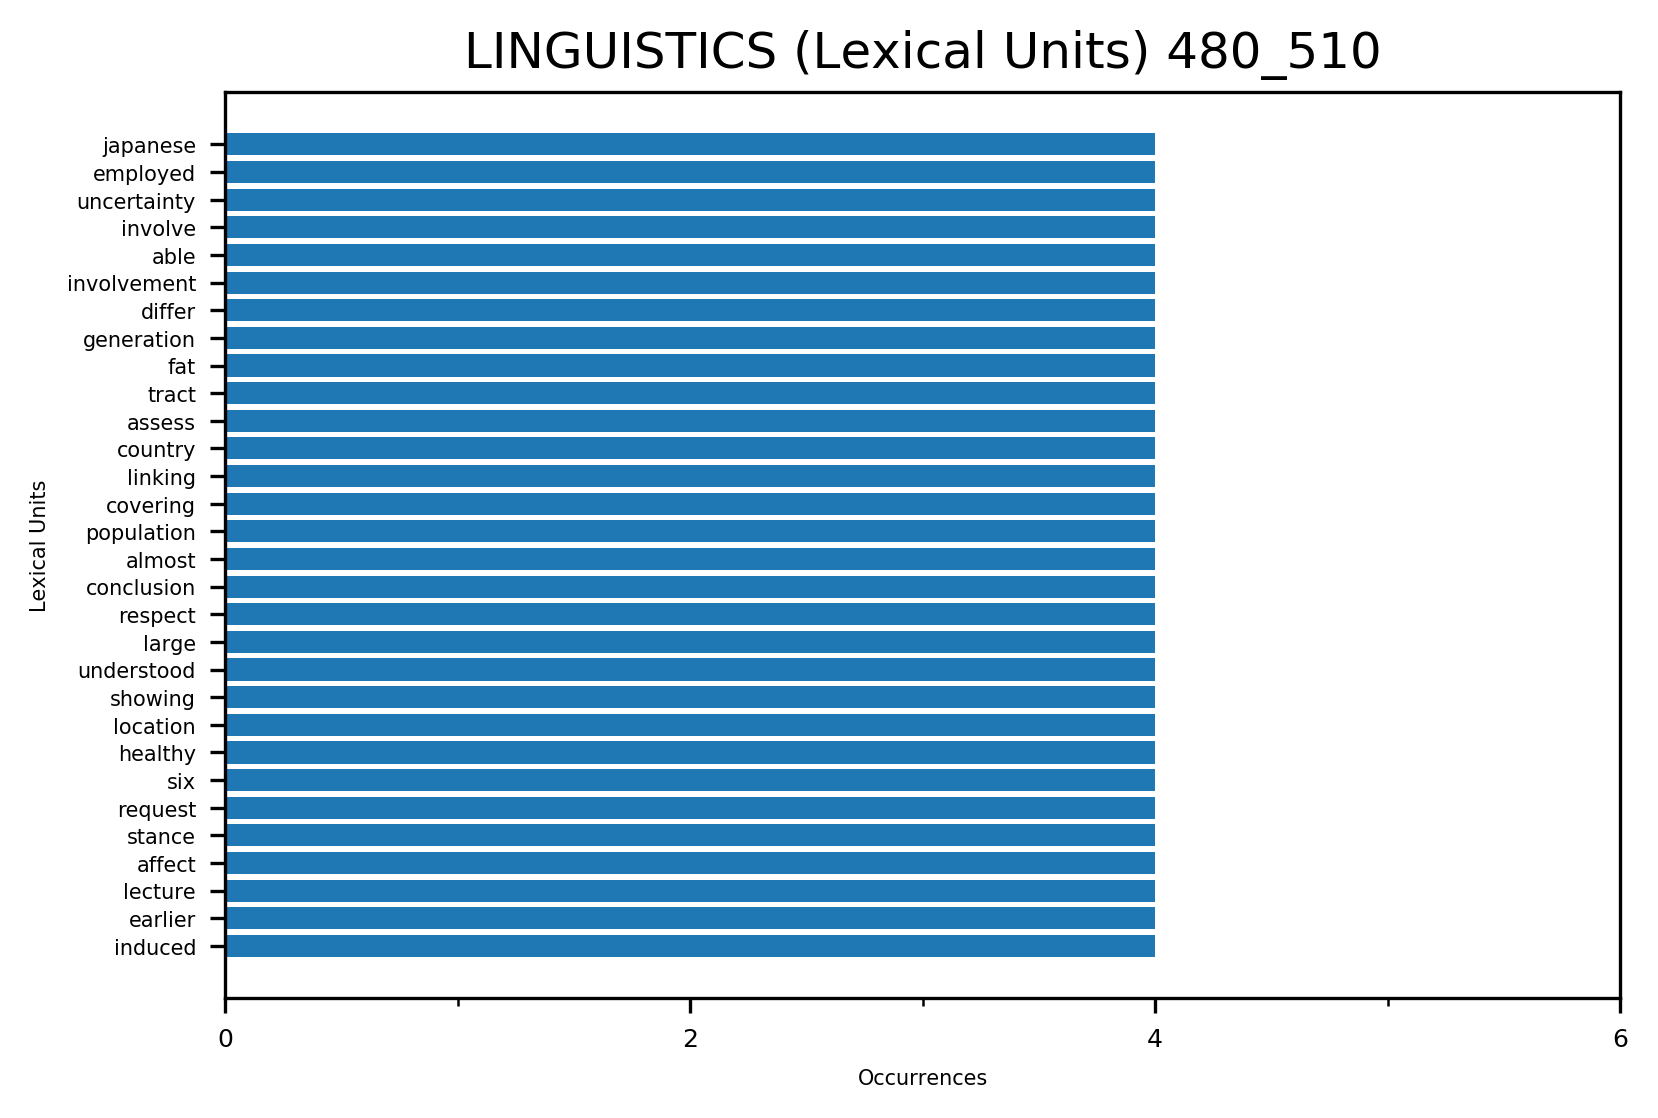 LINGUISTICS (Lexical Units) 480_510
japanese
employed
uncertainty
involve
able
involvement
differ
generation
fat
tract
assess
country
linking
covering
population
almost
conclusion
respect
large
understood
showing
location
healthy
six
request
stance
affect
lecture
earlier
induced
Lexical Units
0 2 4 6
Occurrences